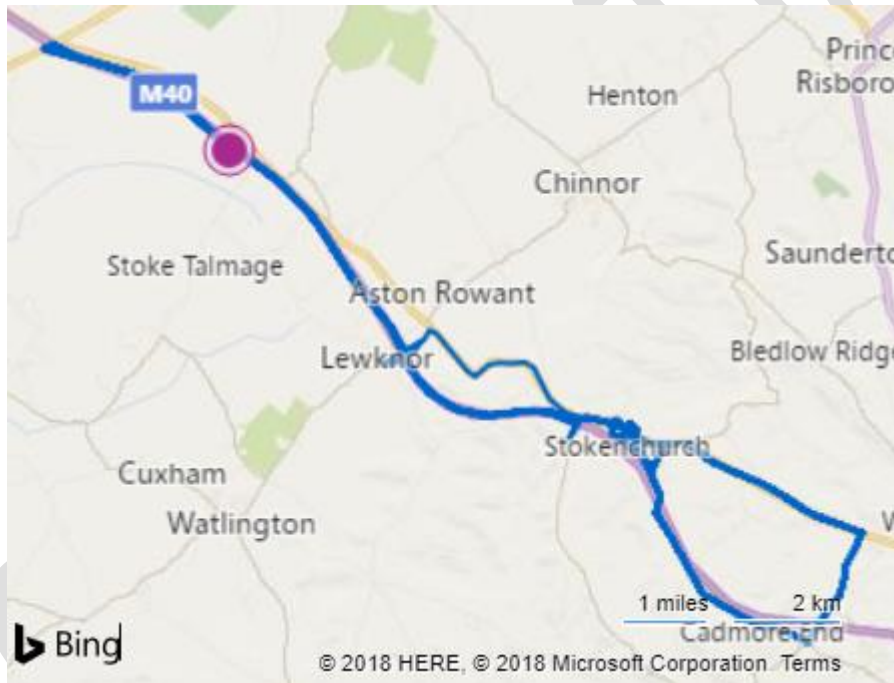 Princ
Risboro
M40
Henton
Chinnor
Saunderto
Stoke Talmage
Aston Rowant
Lewknor
Bledlow Ridge
Stokenchurch
Cuxham
Watlington
W
1 miles 2 km
Cadmore End
Bing
© 2018 HERE, © 2018 Microsoft Corporation Terms